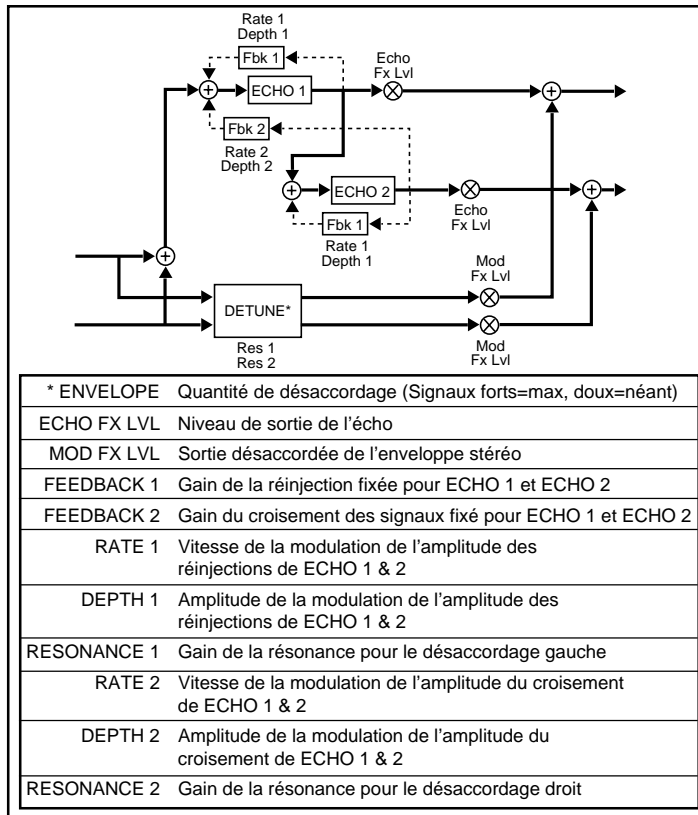 Rate 1
Depth 1
Fbk 1
Echo
Fx Lvl
+
ECHO 1
+
Fbk 2
Rate 2
Depth 2
+
ECHO 2
+
Echo
Fx Lvl
Fbk 1
Rate 1
Depth 1
+
Mod
Fx Lvl
DETUNE*
Res 1
Res 2
Mod
Fx Lvl
* ENVELOPE Quantité de désaccordage (Signaux forts=max, doux=néant)
ECHO FX LVL Niveau de sortie de l’écho
MOD FX LVL Sortie désaccordée de l’enveloppe stéréo
FEEDBACK 1 Gain de la réinjection fixée pour ECHO 1 et ECHO 2
FEEDBACK 2 Gain du croisement des signaux fixé pour ECHO 1 et ECHO 2
RATE 1 Vitesse de la modulation de l’amplitude des
réinjections de ECHO 1 & 2
DEPTH 1 Amplitude de la modulation de l’amplitude des
réinjections de ECHO 1 & 2
RESONANCE 1 Gain de la résonance pour le désaccordage gauche
RATE 2 Vitesse de la modulation de l’amplitude du croisement
de ECHO 1 & 2
DEPTH 2 Amplitude de la modulation de l’amplitude du
croisement de ECHO 1 & 2
RESONANCE 2 Gain de la résonance pour le désaccordage droit